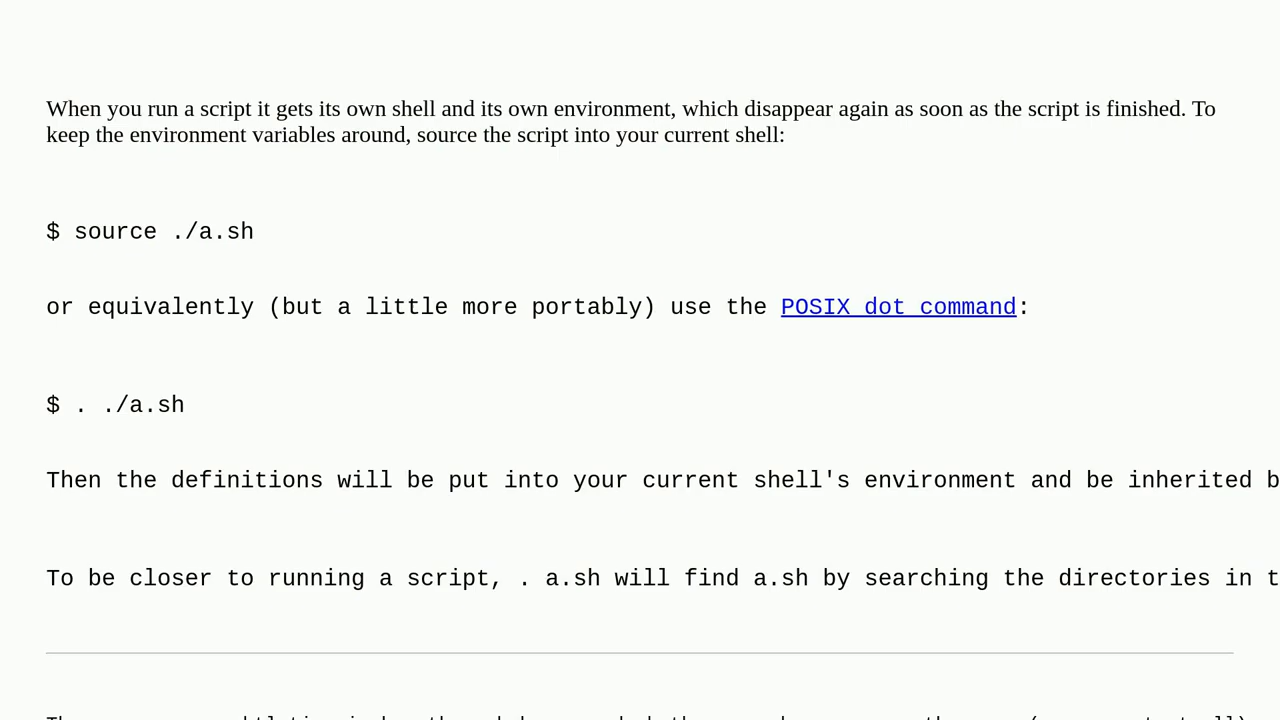 When you run a script it gets its own shell and its own environment, which disappear again as soon as the script is finished. To
keep the environment variables around, source the script into your current shell:
$ source ./a.sh
or equivalently (but a little more portably) use the POSIX dot command:
$ . ./a.sh
Then the definitions will be put into your current shell's environment and be inherited b
To be closer to running a script, . a.sh will find a.sh by searching the directories in t